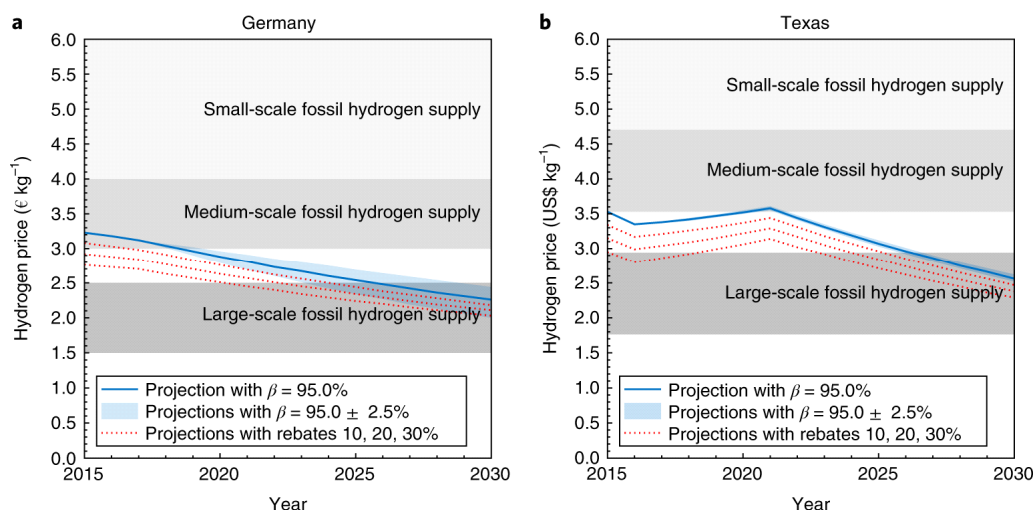 a
Germany
Hydrogen price (€ kg⁻¹)
6.0
5.5
5.0
4.5
4.0
3.5
3.0
2.5
2.0
1.5
1.0
0.5
0.0
Small-scale fossil hydrogen supply
Medium-scale fossil hydrogen supply
Large-scale fossil hydrogen supply
Projection with β = 95.0%
Projections with β = 95.0 ± 2.5%
Projections with rebates 10, 20, 30%
2015 2020 2025 2030
Year
b
Texas
Hydrogen price (US$ kg⁻¹)
6.0
5.5
5.0
4.5
4.0
3.5
3.0
2.5
2.0
1.5
1.0
0.5
0.0
Small-scale fossil hydrogen supply
Medium-scale fossil hydrogen supply
Large-scale fossil hydrogen supply
Projection with β = 95.0%
Projections with β = 95.0 ± 2.5%
Projections with rebates 10, 20, 30%
2015 2020 2025 2030
Year